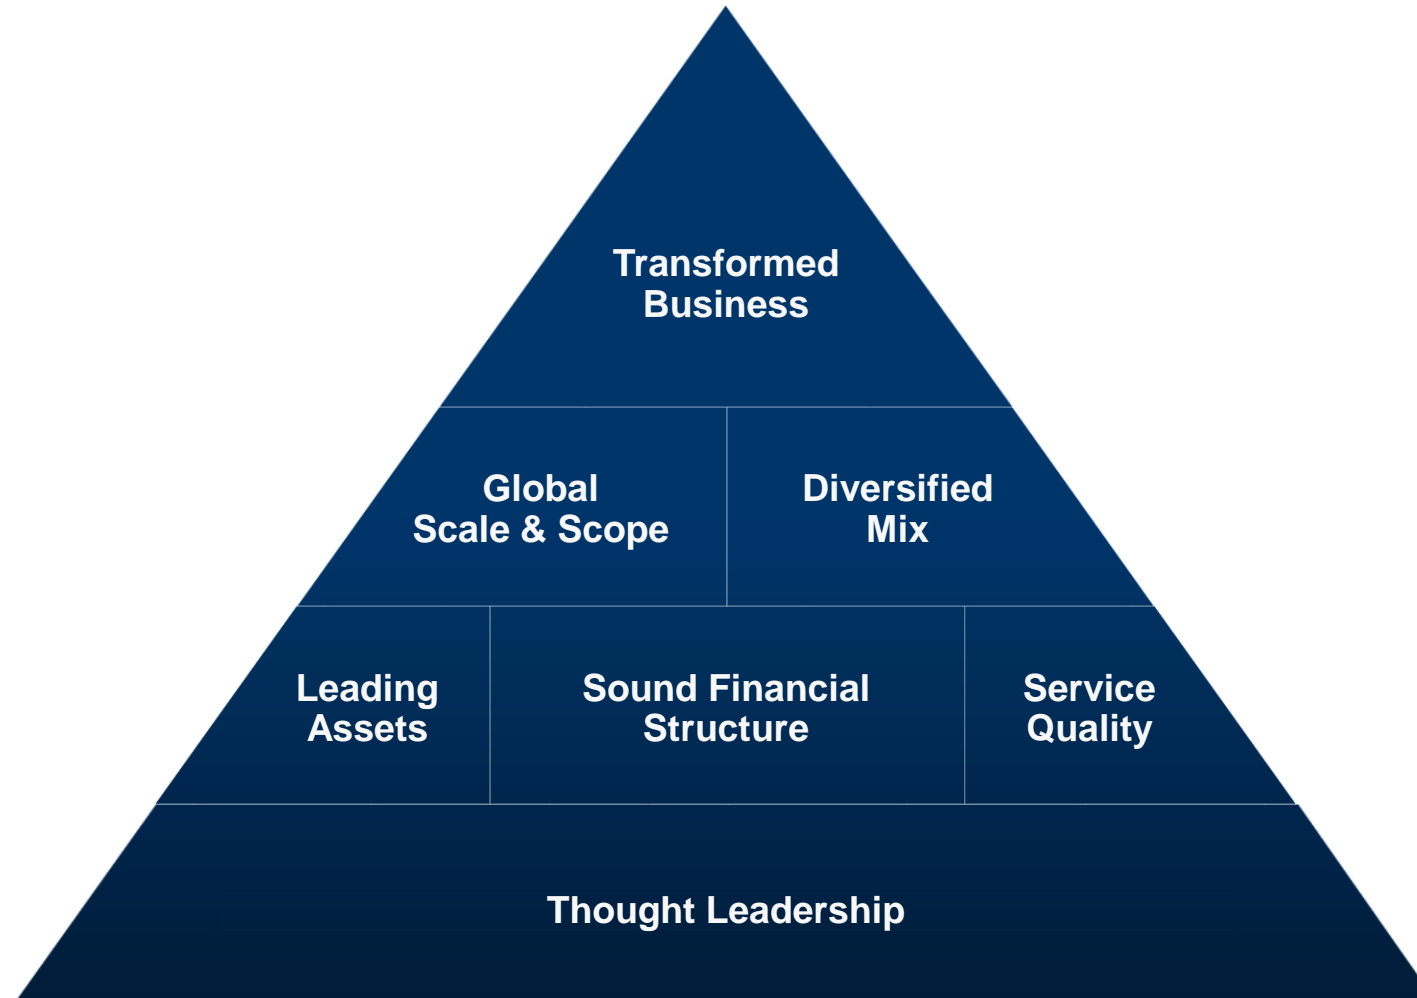 Transformed
Business
Global
Scale & Scope
Diversified
Mix
Leading
Assets
Sound Financial
Structure
Service
Quality
Thought Leadership